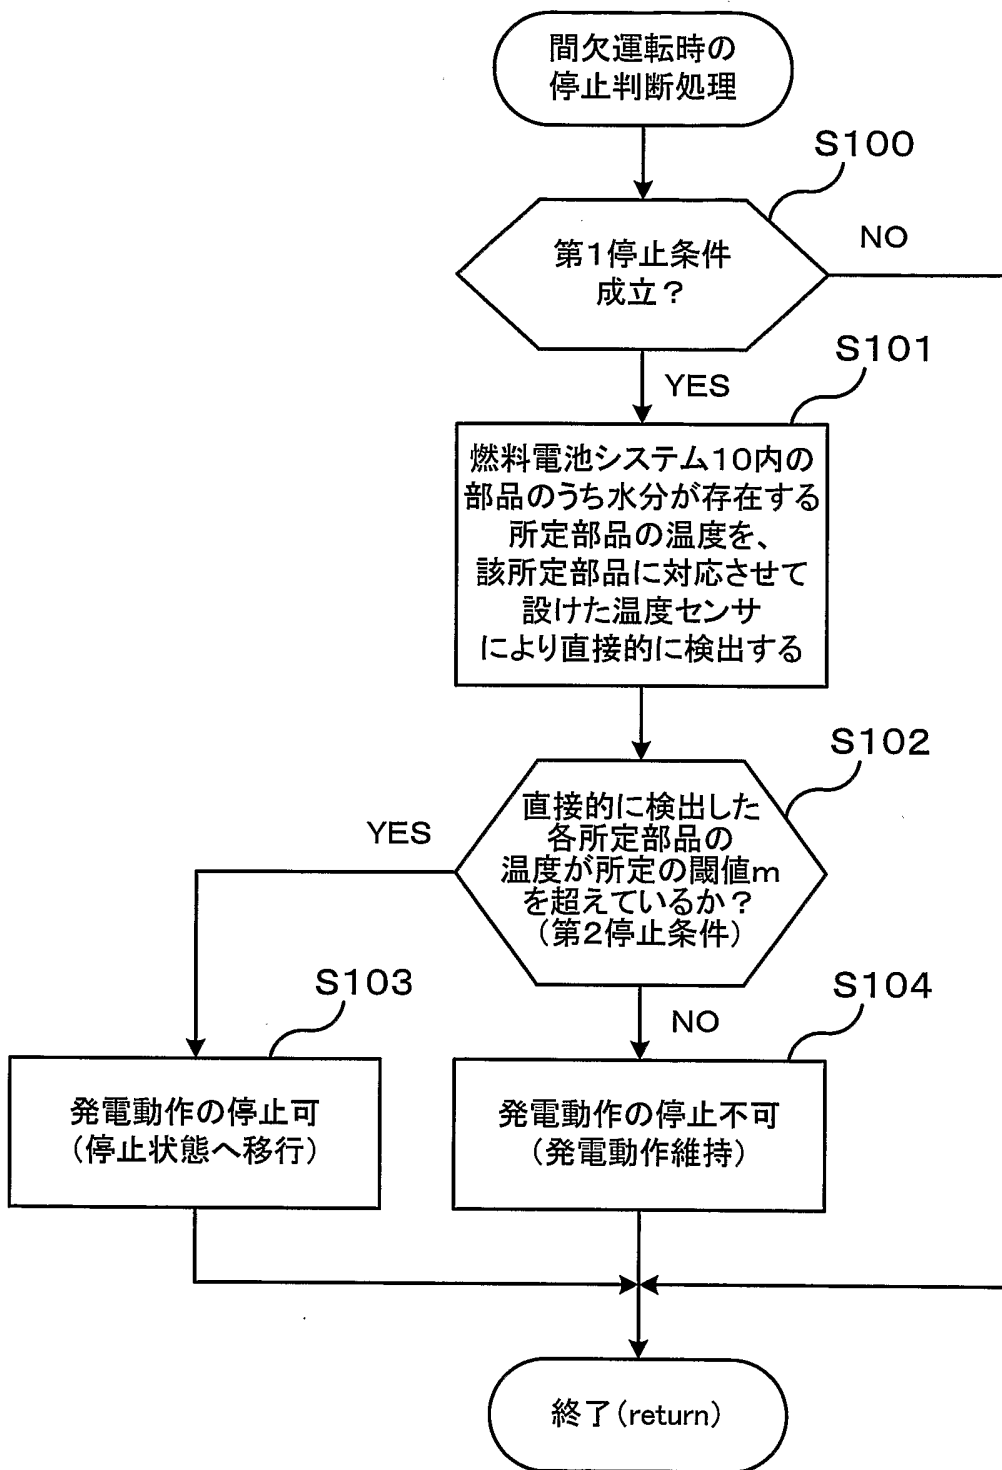 間欠運転時の
停止判断処理
S100
第1停止条件
成立？
NO
YES
S101
燃料電池システム10内の
部品のうち水分が存在する
所定部品の温度を、
該所定部品に対応させて
設けた温度センサ
により直接的に検出する
S102
直接的に検出した
各所定部品の
温度が所定の閾値m
を超えているか？
（第2停止条件）
YES
NO
S103
発電動作の停止可
（停止状態へ移行）
S104
発電動作の停止不可
（発電動作維持）
終了（return）